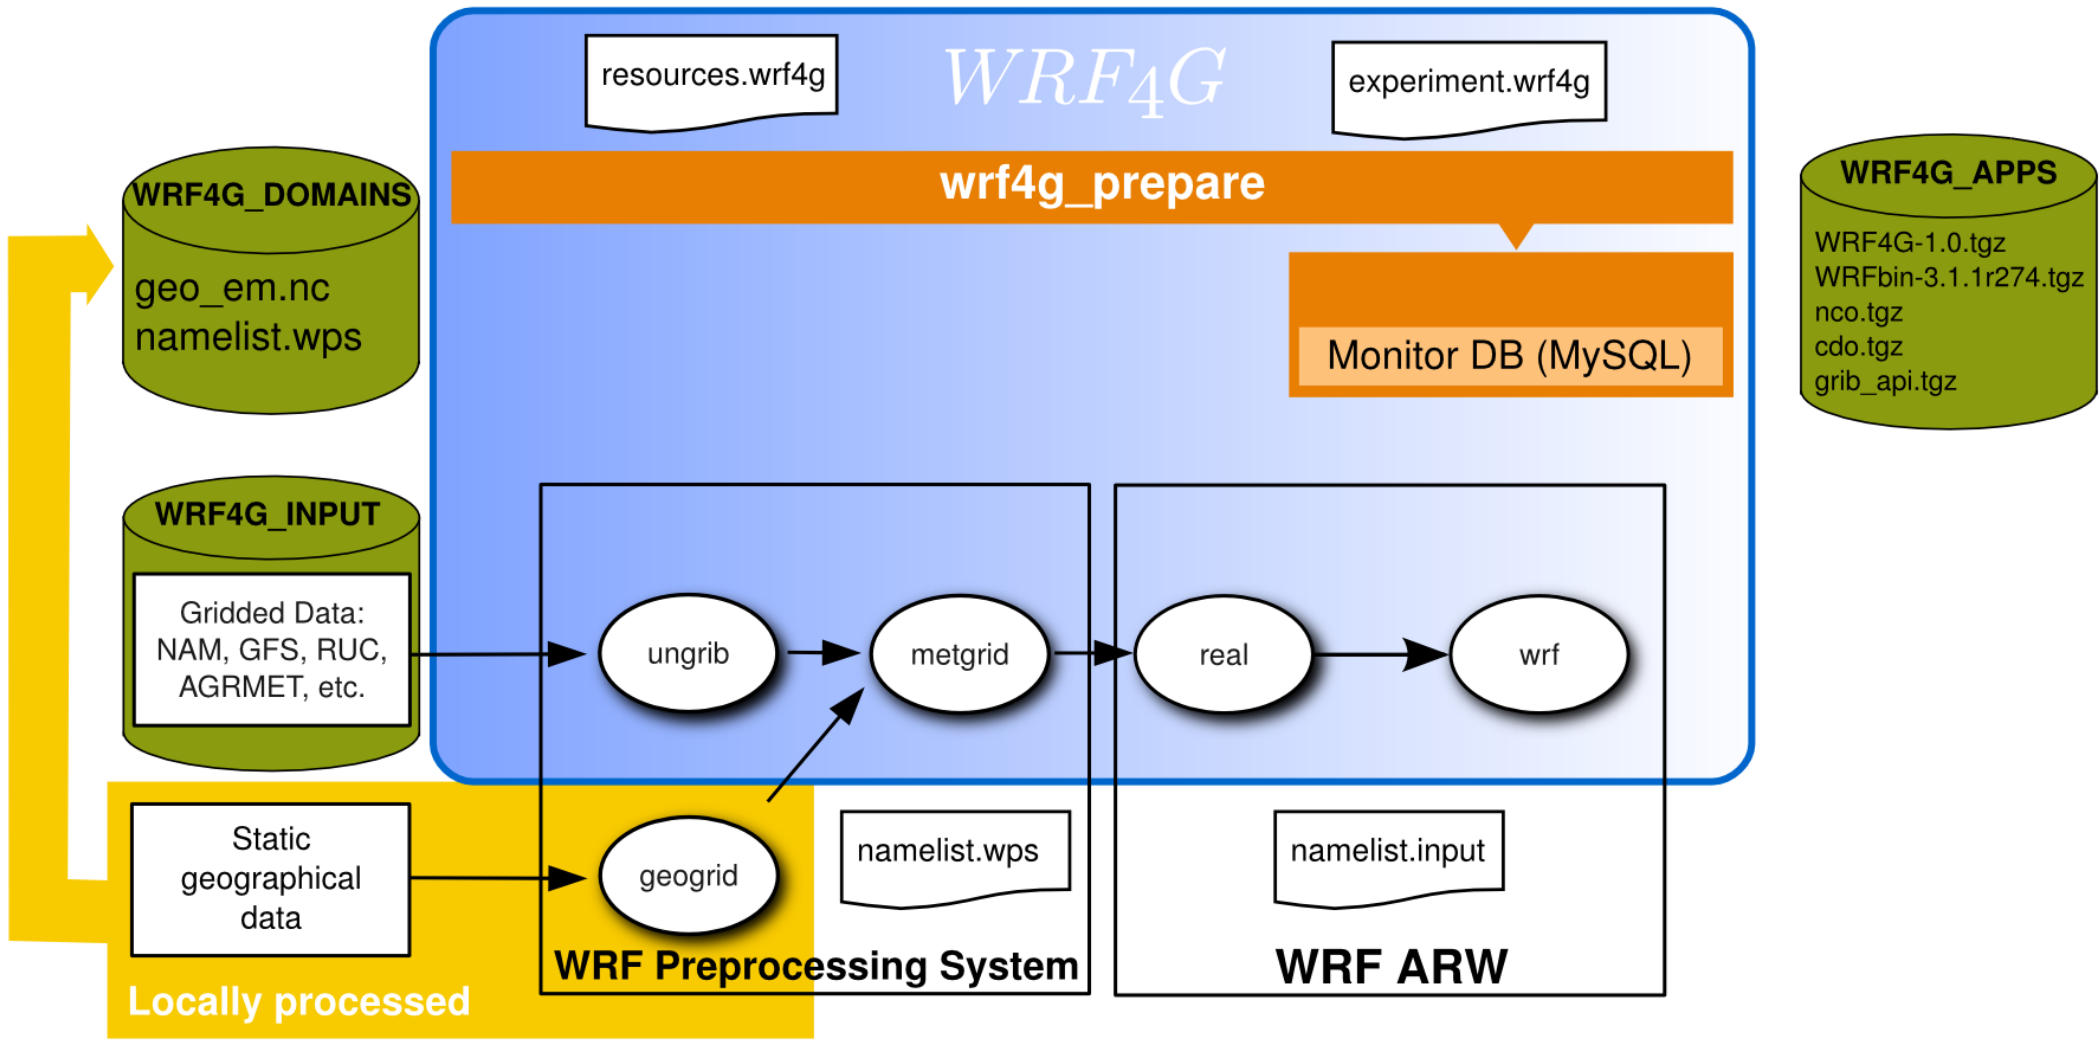 resources.wrf4g
WRF4G
experiment.wrf4g
wrf4g_prepare
WRF4G_DOMAINS
geo_em.nc
namelist.wps
WRF4G_APPS
WRF4G-1.0.tgz
WRFbin-3.1.1r274.tgz
nco.tgz
cdo.tgz
grib_api.tgz
Monitor DB (MySQL)
WRF4G_INPUT
Gridded Data:
NAM, GFS, RUC,
AGRMET, etc.
ungrib
metgrid
real
wrf
Static
geographical
data
geogrid
namelist.wps
namelist.input
WRF Preprocessing System
WRF ARW
Locally processed